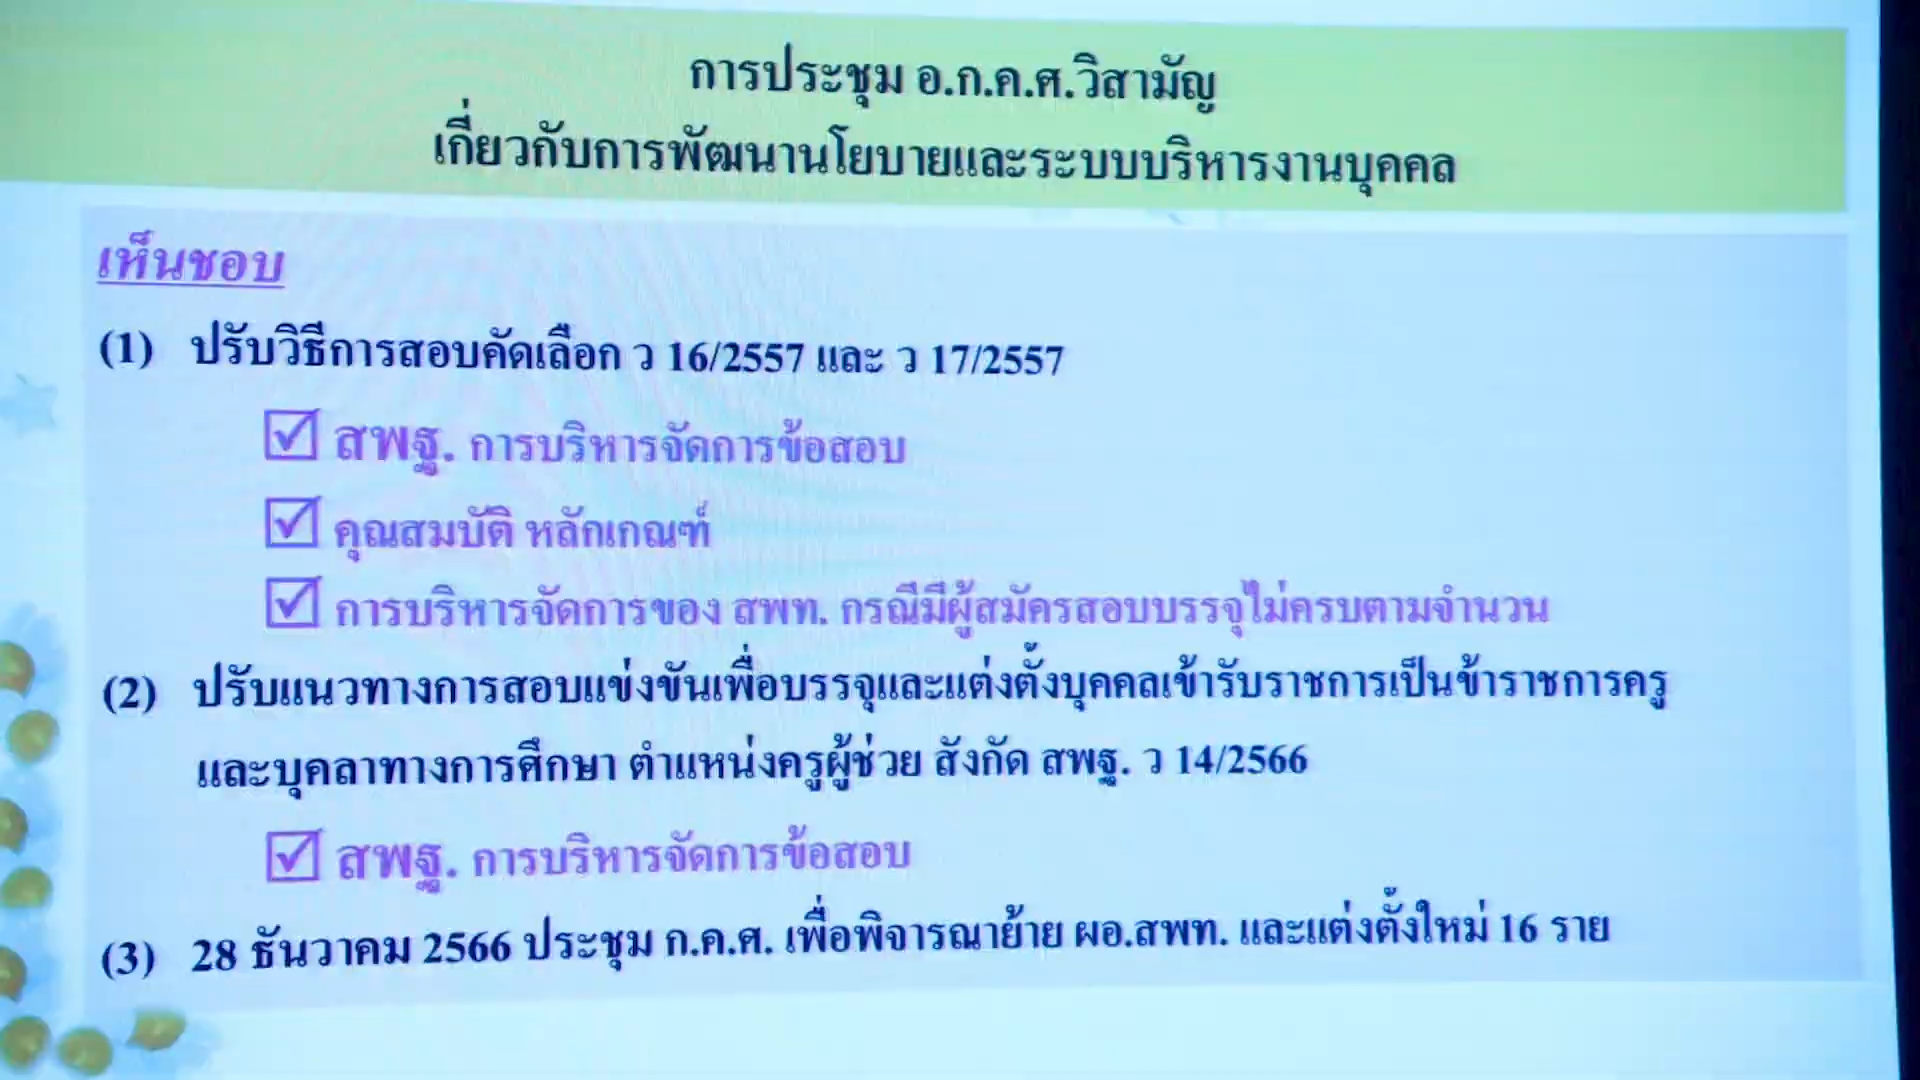 การประชุม อ.ก.ค.ศ.วิสามัญ
เกี่ยวกับการพัฒนานโยบายและระบบบริหารงานบุคคล
เห็นชอบ
(1) ปรับวิธีการสอบคัดเลือก ว 16/2557 และ ว 17/2557
☑ สพฐ. การบริหารจัดการข้อสอบ
☑ คุณสมบัติ หลักเกณฑ์
☑ การบริหารจัดการของ สพท. กรณีมีผู้สมัครสอบบรรจุไม่ครบตามจำนวน
(2) ปรับแนวทางการสอบแข่งขันเพื่อบรรจุและแต่งตั้งบุคคลเข้ารับราชการเป็นข้าราชการครู
และบุคลาทางการศึกษา ตำแหน่งครูผู้ช่วย สังกัด สพฐ. ว 14/2566
☑ สพฐ. การบริหารจัดการข้อสอบ
(3) 28 ธันวาคม 2566 ประชุม ก.ค.ศ. เพื่อพิจารณาย้าย ผอ.สพท. และแต่งตั้งใหม่ 16 ราย